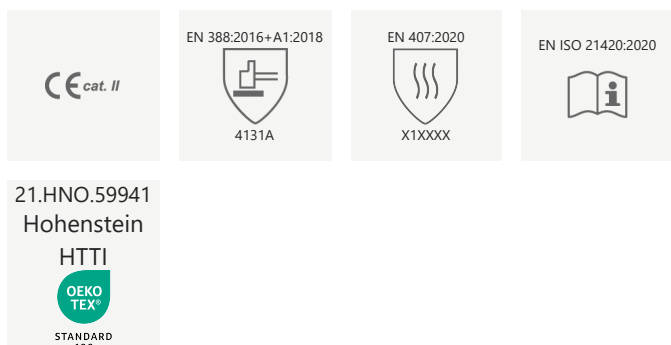 CE cat. II
EN 388:2016+A1:2018
4131A
EN 407:2020
X1XXXX
EN ISO 21420:2020
i
21.HNO.59941
Hohenstein
HTTI
OEKO
TEX®
STANDARD